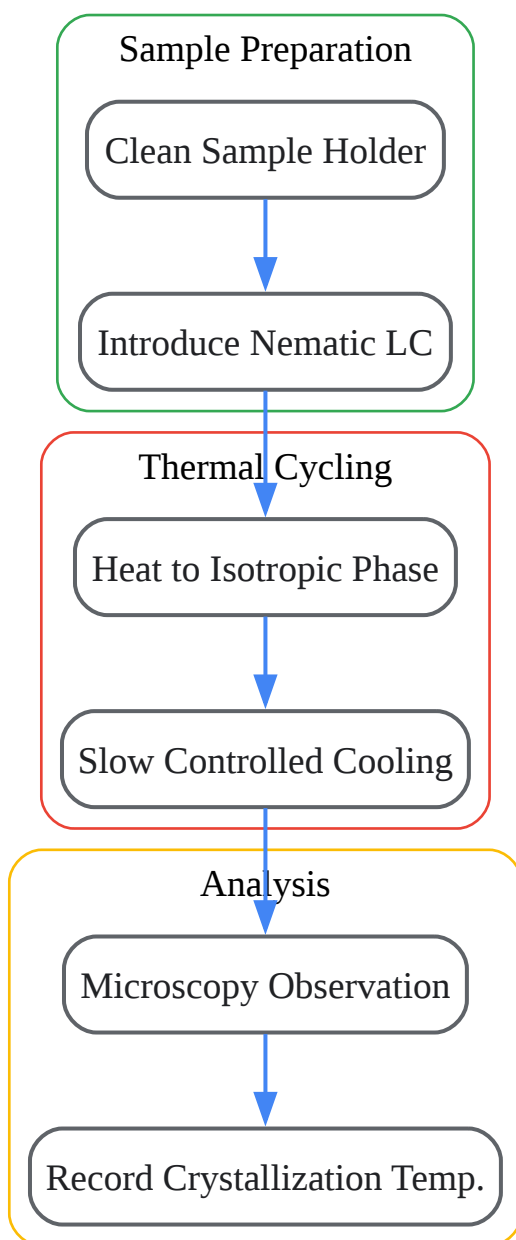 Sample Preparation
Clean Sample Holder
Introduce Nematic LC
Thermal Cycling
Heat to Isotropic Phase
Slow Controlled Cooling
Analysis
Microscopy Observation
Record Crystallization Temp.